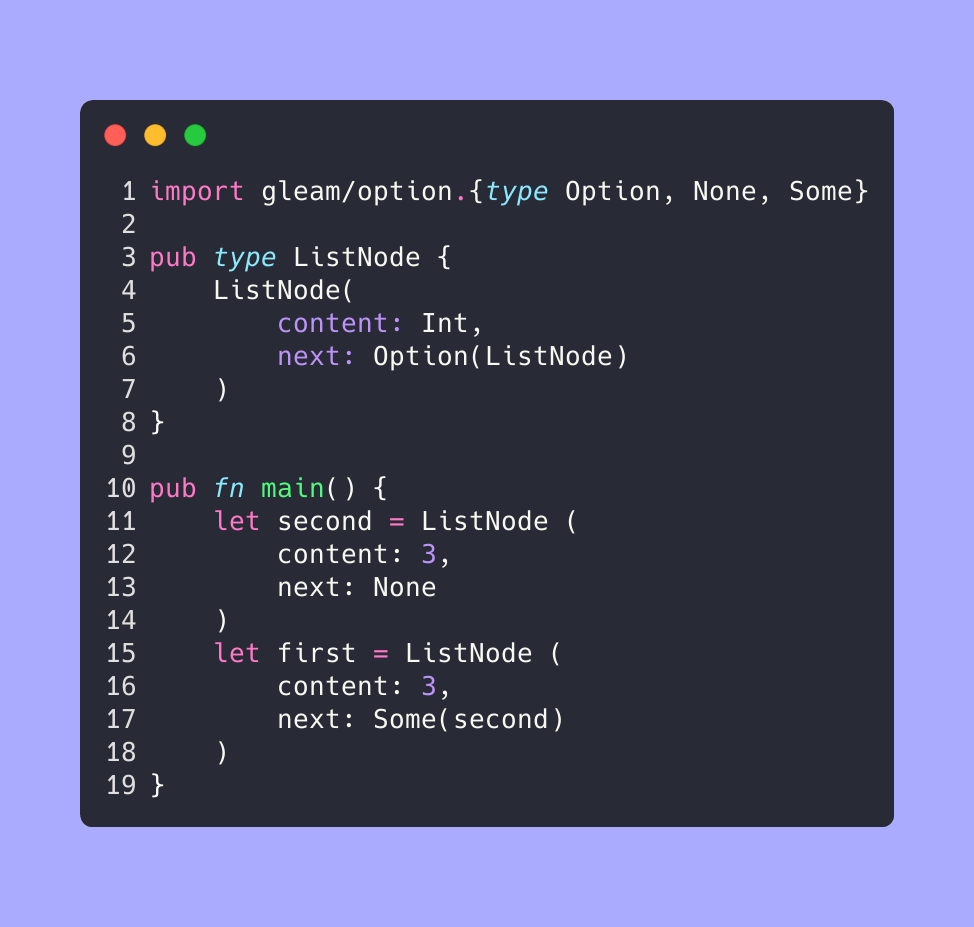 1 import gleam/option.{type Option, None, Some}
2
3 pub type ListNode {
4     ListNode(
5         content: Int,
6         next: Option(ListNode)
7     )
8 }
9
10 pub fn main() {
11     let second = ListNode (
12         content: 3,
13         next: None
14     )
15     let first = ListNode (
16         content: 3,
17         next: Some(second)
18     )
19 }